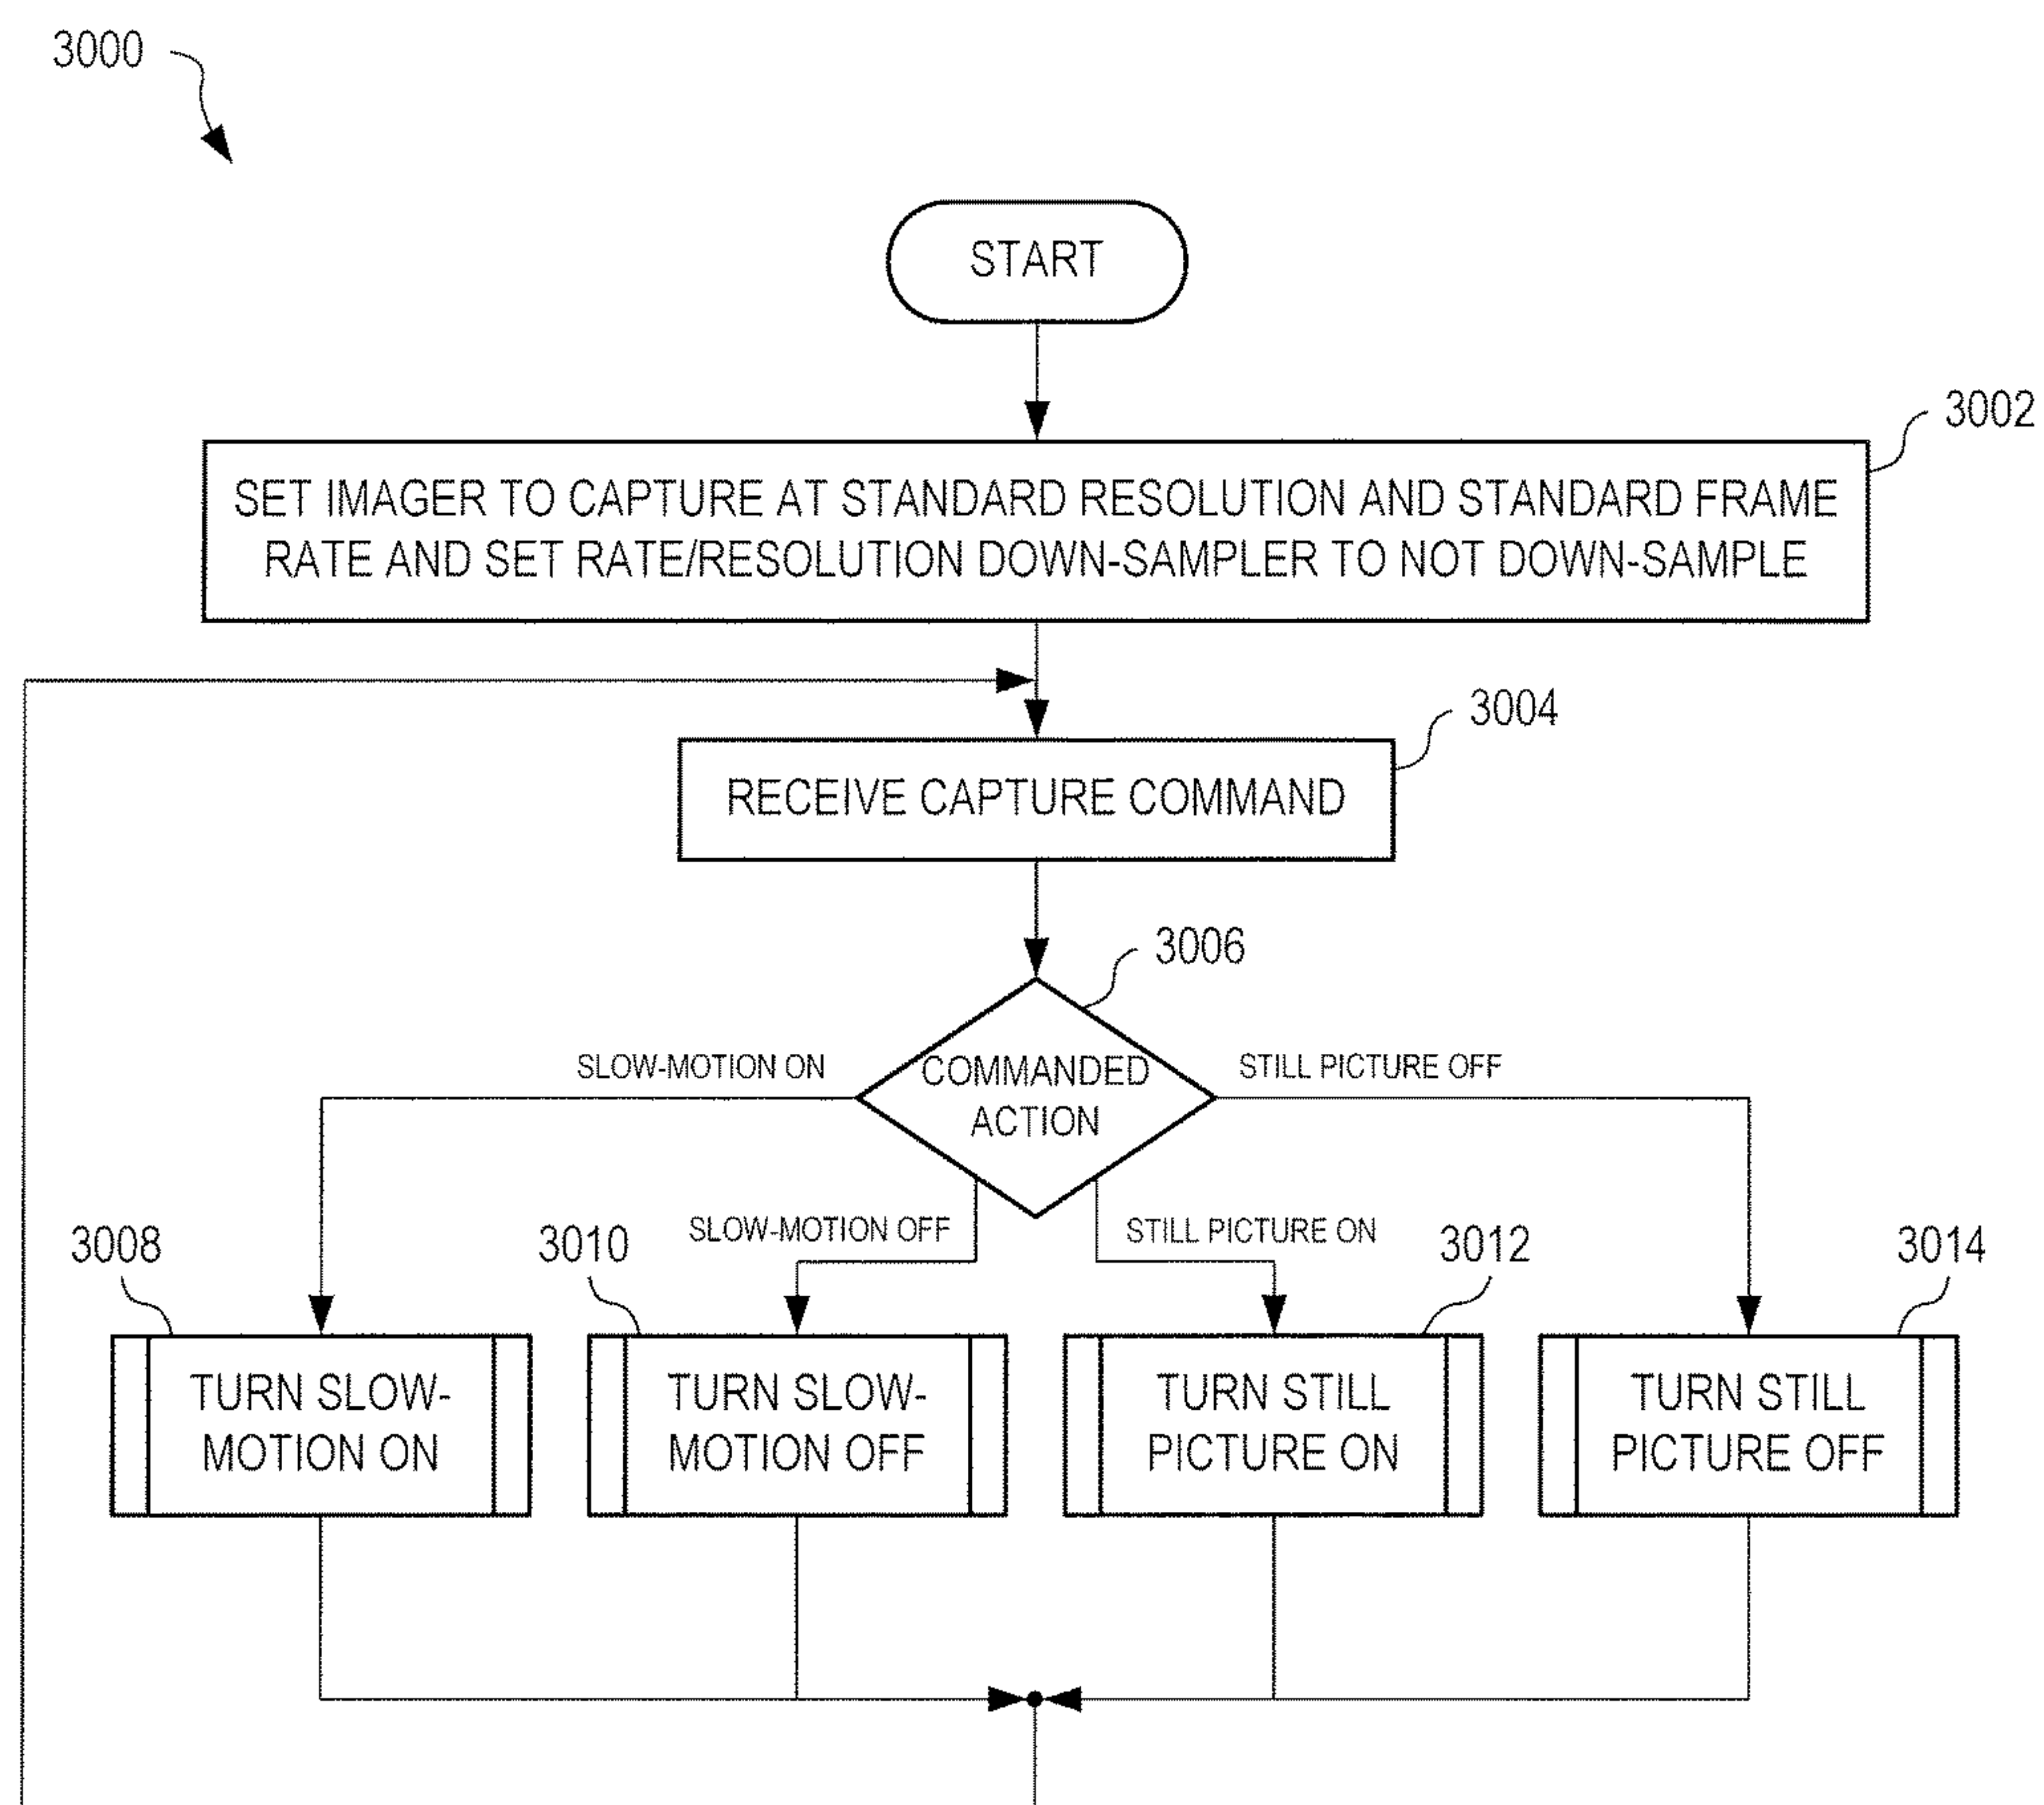 3000
START
3002
SET IMAGER TO CAPTURE AT STANDARD RESOLUTION AND STANDARD FRAME
RATE AND SET RATE/RESOLUTION DOWN-SAMPLER TO NOT DOWN-SAMPLE
3004
RECEIVE CAPTURE COMMAND
3006
COMMANDED
ACTION
SLOW-MOTION ON
STILL PICTURE OFF
SLOW-MOTION OFF
STILL PICTURE ON
3008
3010
3012
3014
TURN SLOW-
MOTION ON
TURN SLOW-
MOTION OFF
TURN STILL
PICTURE ON
TURN STILL
PICTURE OFF